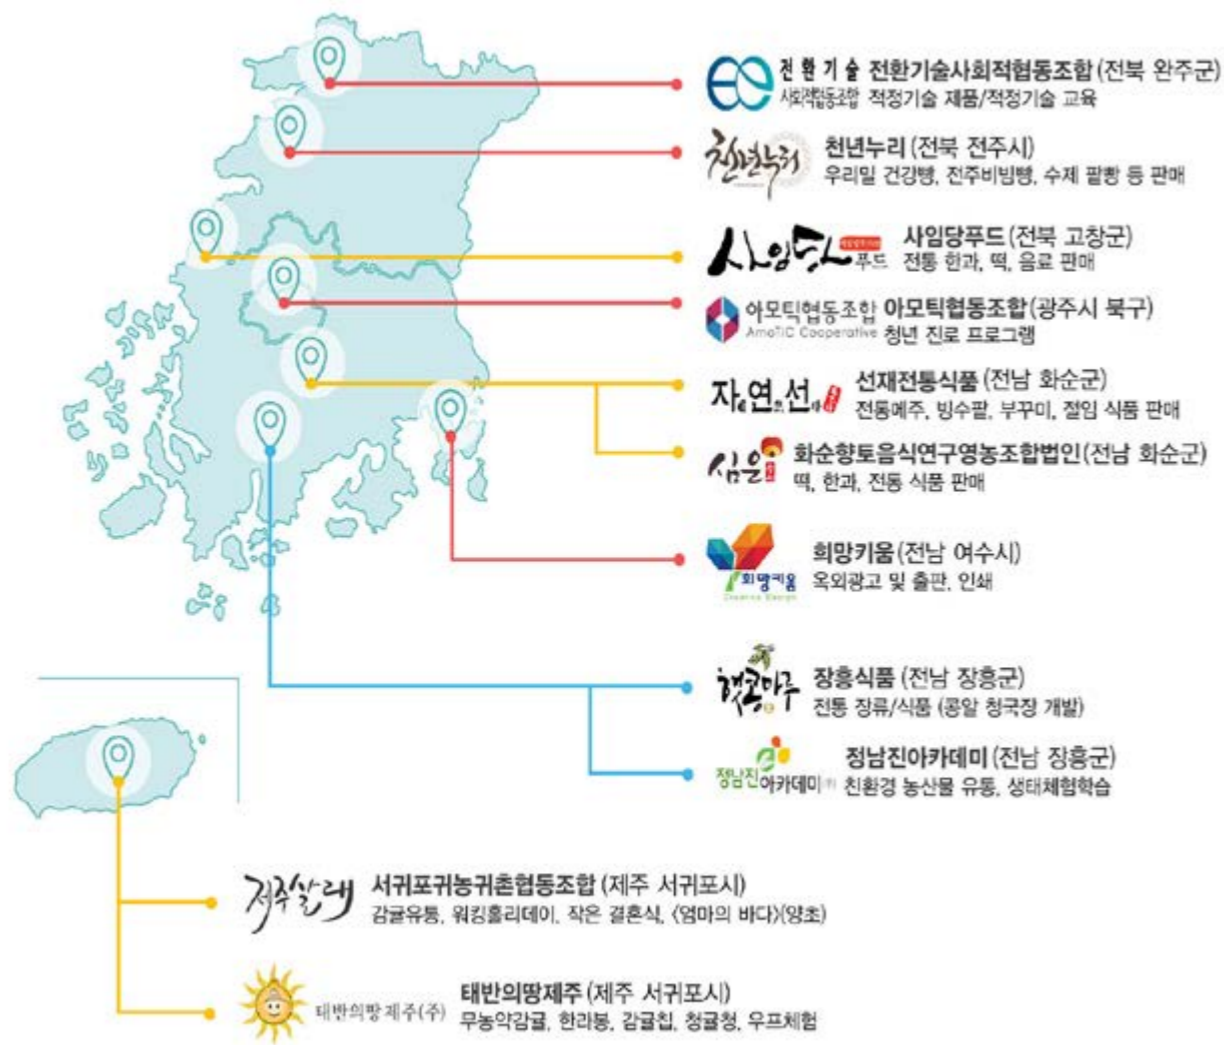 전환기술
사회적협동조합
전환기술사회적협동조합 (전북 완주군)
적정기술 제품/적정기술 교육
천년누리
천년누리 (전북 전주시)
우리밀 건강빵, 전주비빔빵, 수제 팥빵 등 판매
사임당
푸드
사임당푸드 (전북 고창군)
전통 한과, 떡, 음료 판매
아모틱협동조합
AmoTiC Cooperative
아모틱협동조합 (광주시 북구)
청년 진로 프로그램
자연선
선재전통식품 (전남 화순군)
전통메주, 빙수팥, 부꾸미, 절임 식품 판매
심운
화순향토음식연구영농조합법인 (전남 화순군)
떡, 한과, 전통 식품 판매
희망키움
Creative Design
희망키움 (전남 여수시)
옥외광고 및 출판, 인쇄
햇콩마루
장흥식품 (전남 장흥군)
전통 장류/식품 (콩알 청국장 개발)
정남진아카데미(주)
정남진아카데미 (전남 장흥군)
친환경 농산물 유통, 생태체험학습
제주살래
서귀포귀농귀촌협동조합 (제주 서귀포시)
감귤유통, 워킹홀리데이, 작은 결혼식, 〈엄마의 바다〉(양초)
태반의땅제주(주)
태반의땅제주 (제주 서귀포시)
무농약감귤, 한라봉, 감귤칩, 청귤청, 우프체험